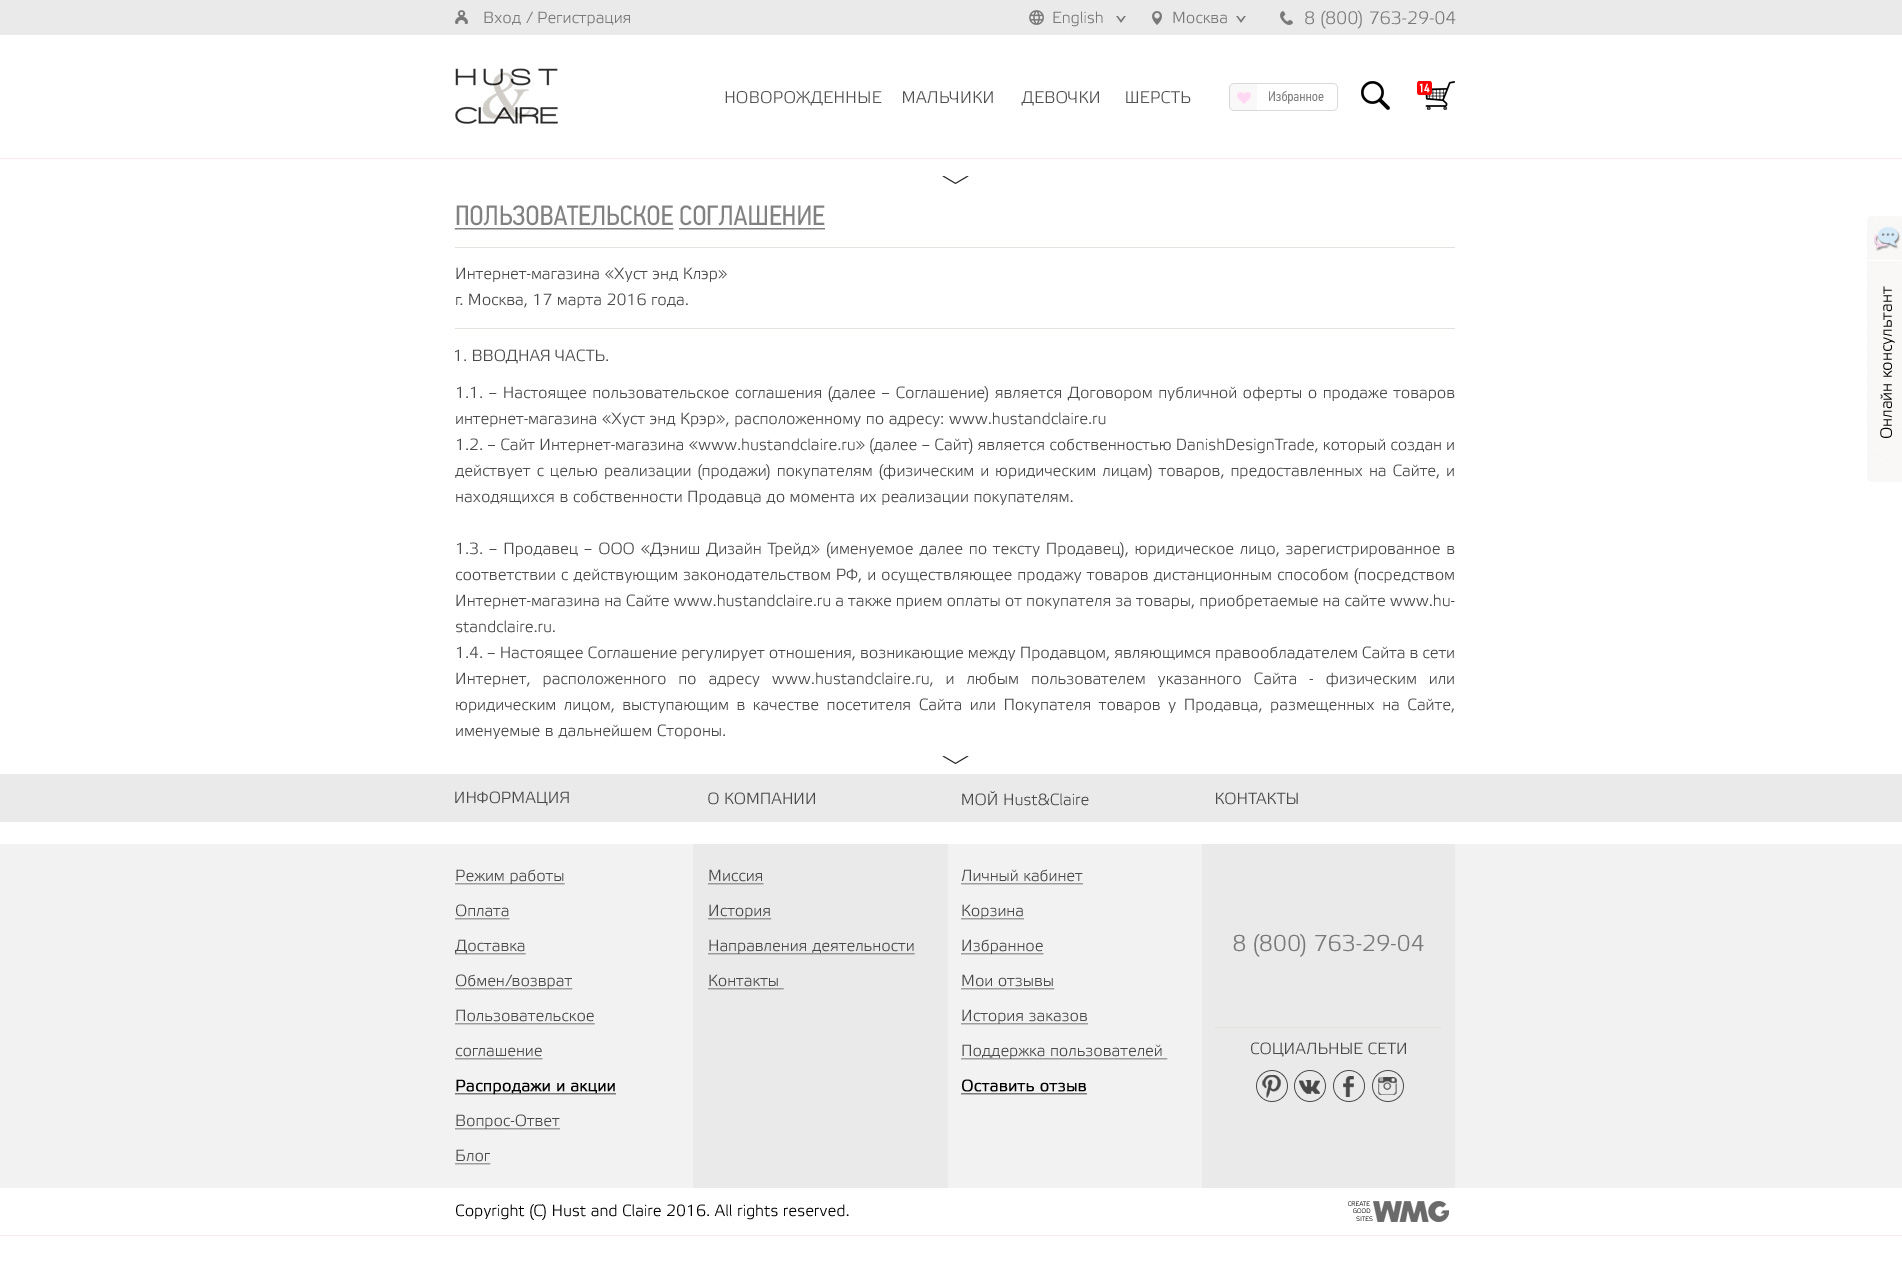 Вход / Регистрация
English
Москва
8 (800) 763-29-04
HUST
&
CLAIRE
НОВОРОЖДЕННЫЕ
МАЛЬЧИКИ
ДЕВОЧКИ
ШЕРСТЬ
Избранное
14
ПОЛЬЗОВАТЕЛЬСКОЕ СОГЛАШЕНИЕ
Интернет-магазина «Хуст энд Клэр»
г. Москва, 17 марта 2016 года.
Онлайн консультант
1. ВВОДНАЯ ЧАСТЬ.
1.1. – Настоящее пользовательское соглашения (далее – Соглашение) является Договором публичной оферты о продаже товаров
интернет-магазина «Хуст энд Крэр», расположенному по адресу: www.hustandclaire.ru
1.2. – Сайт Интернет-магазина «www.hustandclaire.ru» (далее – Сайт) является собственностью DanishDesignTrade, который создан и
действует с целью реализации (продажи) покупателям (физическим и юридическим лицам) товаров, предоставленных на Сайте, и
находящихся в собственности Продавца до момента их реализации покупателям.
1.3. – Продавец – ООО «Дэниш Дизайн Трейд» (именуемое далее по тексту Продавец), юридическое лицо, зарегистрированное в
соответствии с действующим законодательством РФ, и осуществляющее продажу товаров дистанционным способом (посредством
Интернет-магазина на Сайте www.hustandclaire.ru а также прием оплаты от покупателя за товары, приобретаемые на сайте www.hu-
standclaire.ru.
1.4. – Настоящее Соглашение регулирует отношения, возникающие между Продавцом, являющимся правообладателем Сайта в сети
Интернет, расположенного по адресу www.hustandclaire.ru, и любым пользователем указанного Сайта - физическим или
юридическим лицом, выступающим в качестве посетителя Сайта или Покупателя товаров у Продавца, размещенных на Сайте,
именуемые в дальнейшем Стороны.
ИНФОРМАЦИЯ
О КОМПАНИИ
МОЙ Hust&Claire
КОНТАКТЫ
Режим работы
Оплата
Доставка
Обмен/возврат
Пользовательское
соглашение
Распродажи и акции
Вопрос-Ответ
Блог
Миссия
История
Направления деятельности
Контакты
Личный кабинет
Корзина
Избранное
Мои отзывы
История заказов
Поддержка пользователей
Оставить отзыв
8 (800) 763-29-04
СОЦИАЛЬНЫЕ СЕТИ
Copyright (C) Hust and Claire 2016. All rights reserved.
CREATE
GOOD
SITES
WMG